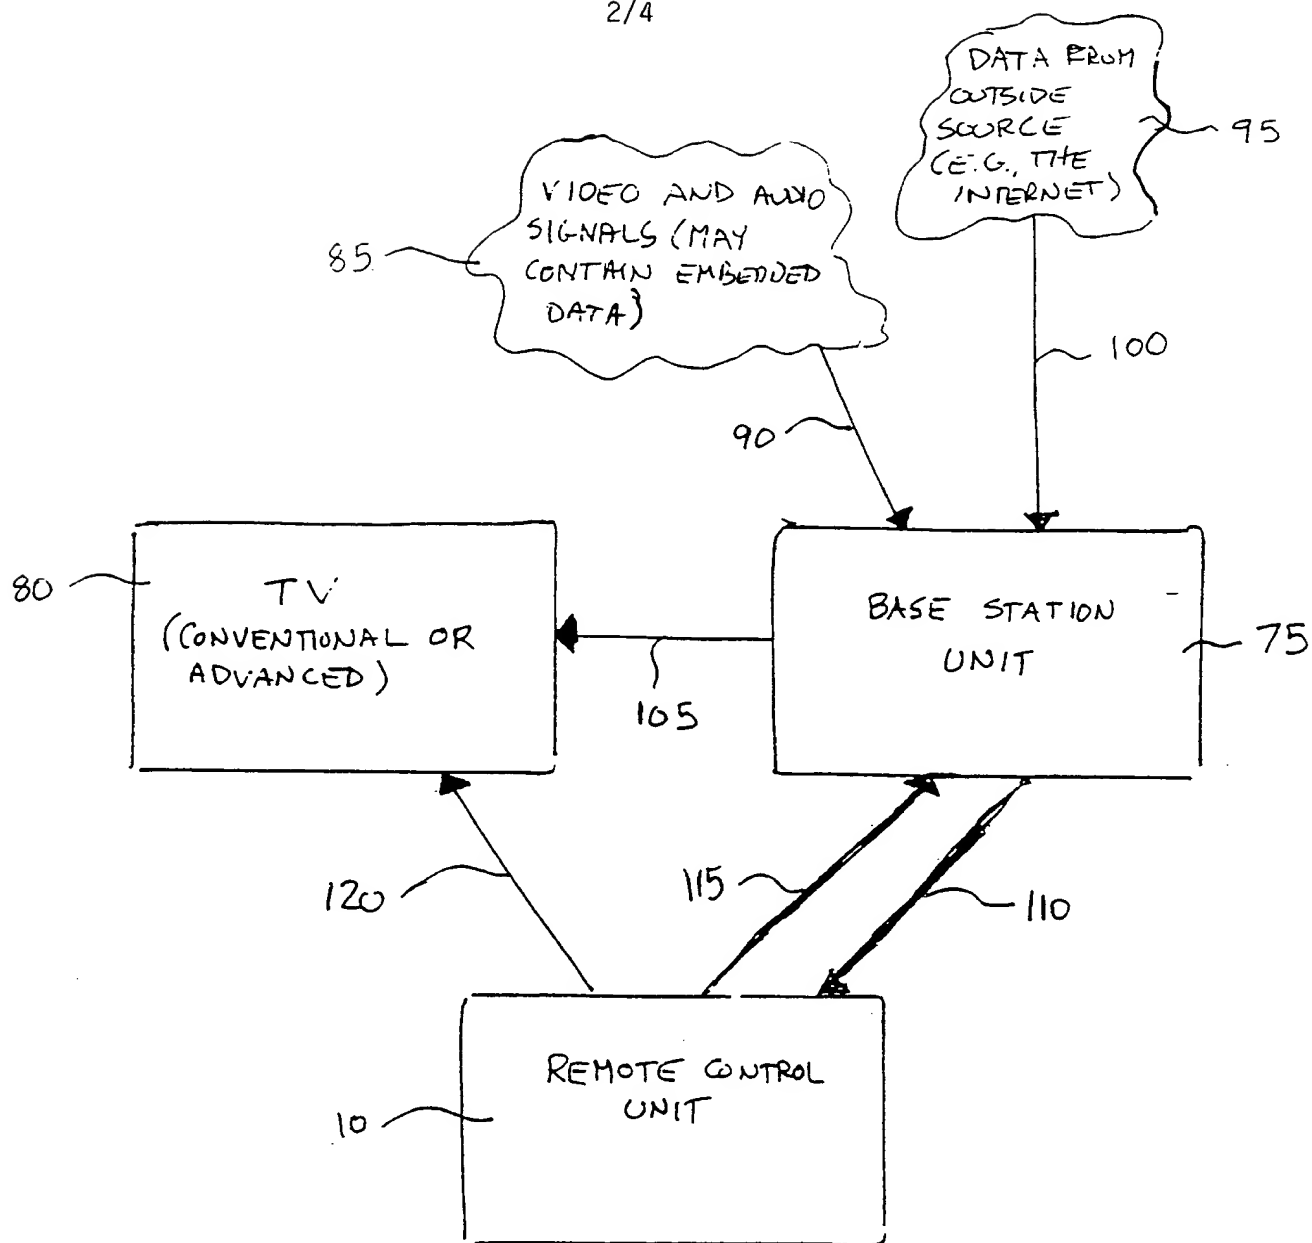 2/4
DATA FROM
OUTSIDE
SOURCE
(E.G., THE
INTERNET)
95
VIDEO AND AUDIO
SIGNALS (MAY
CONTAIN EMBEDDED
DATA)
85
100
90
80
TV
(CONVENTIONAL OR
ADVANCED)
BASE STATION
UNIT
75
105
120
115
110
REMOTE CONTROL
UNIT
10